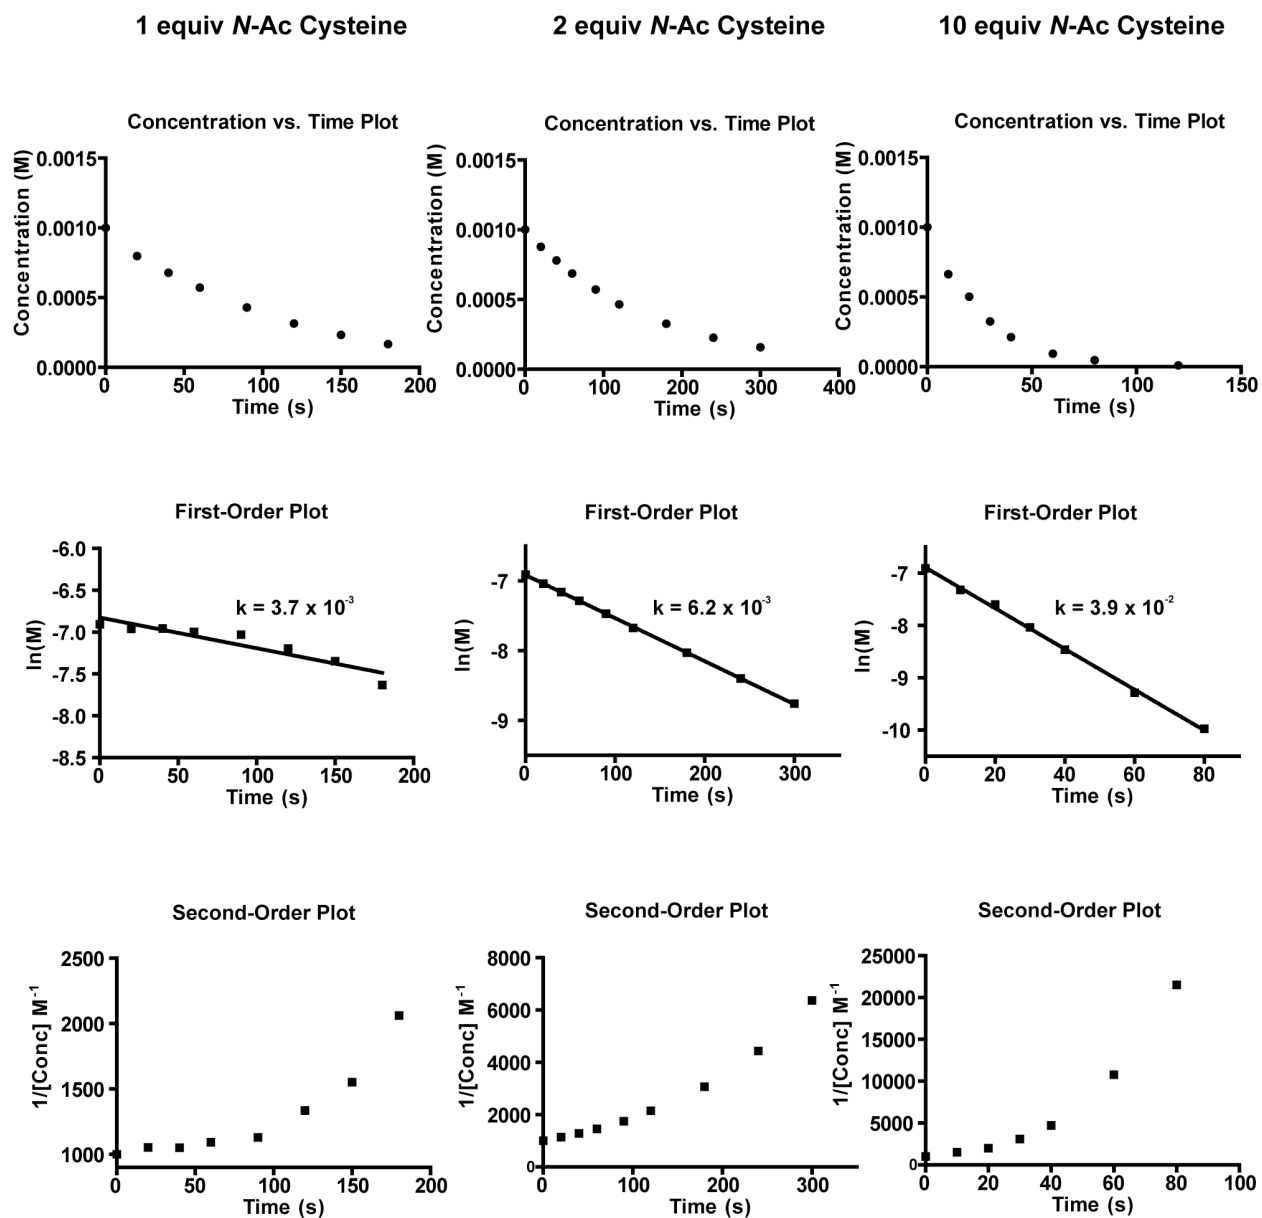 1 equiv N-Ac Cysteine
2 equiv N-Ac Cysteine
10 equiv N-Ac Cysteine
Concentration vs. Time Plot
Concentration (M)
0.0015
0.0010
0.0005
0.0000
0 50 100 150 200
Time (s)
Concentration vs. Time Plot
Concentration (M)
0.0015
0.0010
0.0005
0.0000
0 100 200 300 400
Time (s)
Concentration vs. Time Plot
Concentration (M)
0.0015
0.0010
0.0005
0.0000
0 50 100 150
Time (s)
First-Order Plot
ln(M)
-6.0
-6.5
-7.0
-7.5
-8.0
-8.5
k = 3.7 x 10⁻³
0 50 100 150 200
Time (s)
First-Order Plot
ln(M)
-7
-8
-9
k = 6.2 x 10⁻³
0 100 200 300
Time (s)
First-Order Plot
ln(M)
-7
-8
-9
-10
k = 3.9 x 10⁻²
0 20 40 60 80
Time (s)
Second-Order Plot
1/[Conc] M⁻¹
2500
2000
1500
1000
0 50 100 150 200
Time (s)
Second-Order Plot
1/[Conc] M⁻¹
8000
6000
4000
2000
0
0 100 200 300
Time (s)
Second-Order Plot
1/[Conc] M⁻¹
25000
20000
15000
10000
5000
0
0 20 40 60 80 100
Time (s)